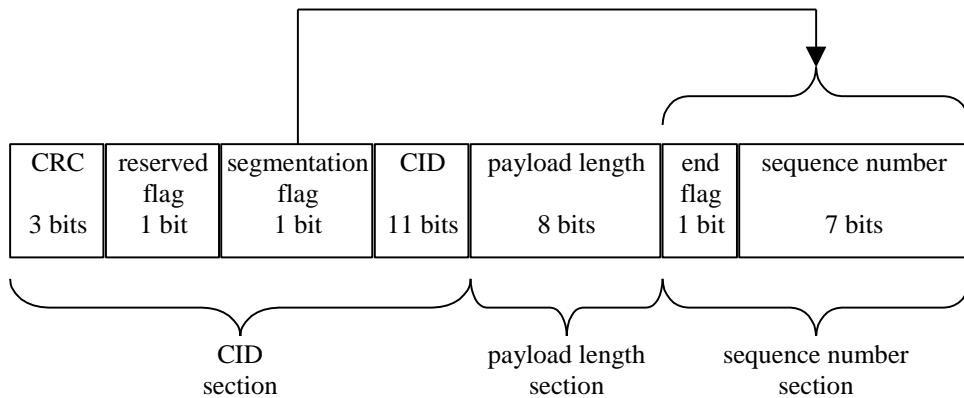 CRC
3 bits
reserved
flag
1 bit
segmentation
flag
1 bit
CID
11 bits
payload length
8 bits
end
flag
1 bit
sequence number
7 bits
CID
section
payload length
section
sequence number
section